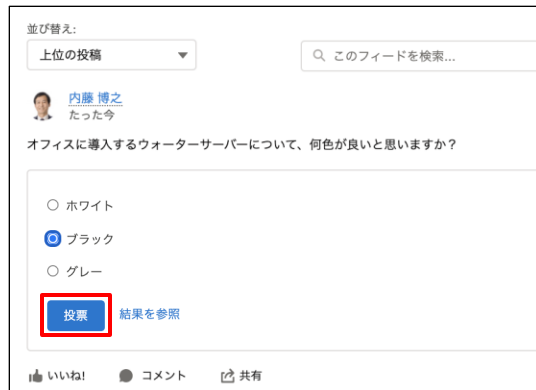 並び替え:
上位の投稿
このフィードを検索...
内藤 博之
たった今
オフィスに導入するウォーターサーバーについて、何色が良いと思いますか？
ホワイト
ブラック
グレー
投票 結果を参照
いいね! コメント 共有